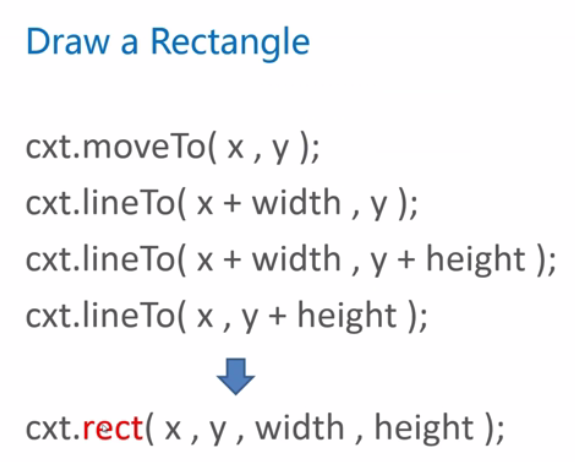 Draw a Rectangle
cxt.moveTo( x , y );
cxt.lineTo( x + width , y );
cxt.lineTo( x + width , y + height );
cxt.lineTo( x , y + height );
cxt.rect( x , y , width , height );